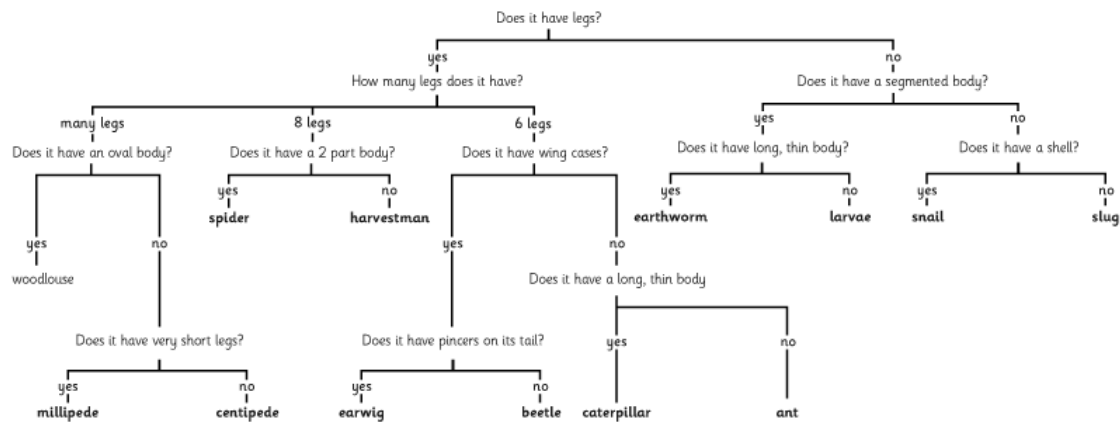 Does it have legs?
yes
no
How many legs does it have?
Does it have a segmented body?
many legs
8 legs
6 legs
yes
no
Does it have an oval body?
Does it have a 2 part body?
Does it have wing cases?
Does it have long, thin body?
Does it have a shell?
yes
no
yes
no
yes
no
spider
harvestman
earthworm
larvae
snail
slug
yes
no
yes
no
woodlouse
Does it have a long, thin body
Does it have very short legs?
Does it have pincers on its tail?
yes
no
yes
no
yes
no
millipede
centipede
earwig
beetle
caterpillar
ant